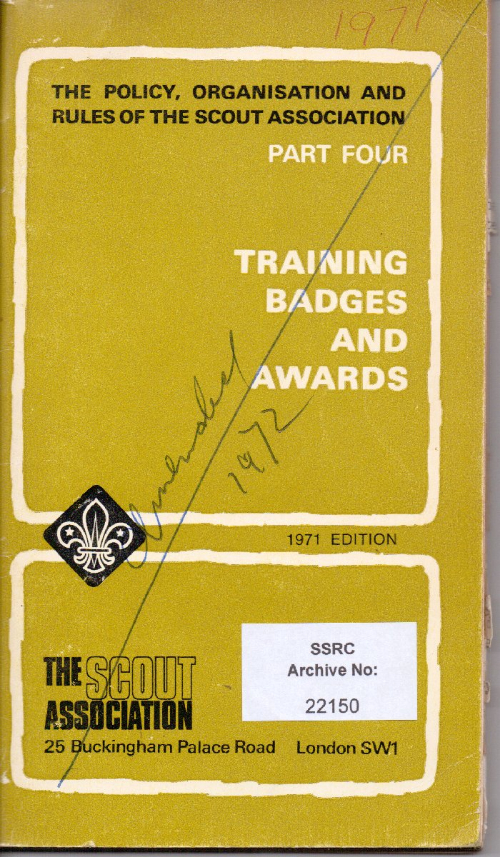 1971
THE POLICY, ORGANISATION AND
RULES OF THE SCOUT ASSOCIATION
PART FOUR
TRAINING
BADGES
AND
AWARDS
Amended
1972
1971 EDITION
THE SCOUT
ASSOCIATION
25 Buckingham Palace Road London SW1
SSRC
Archive No:
22150